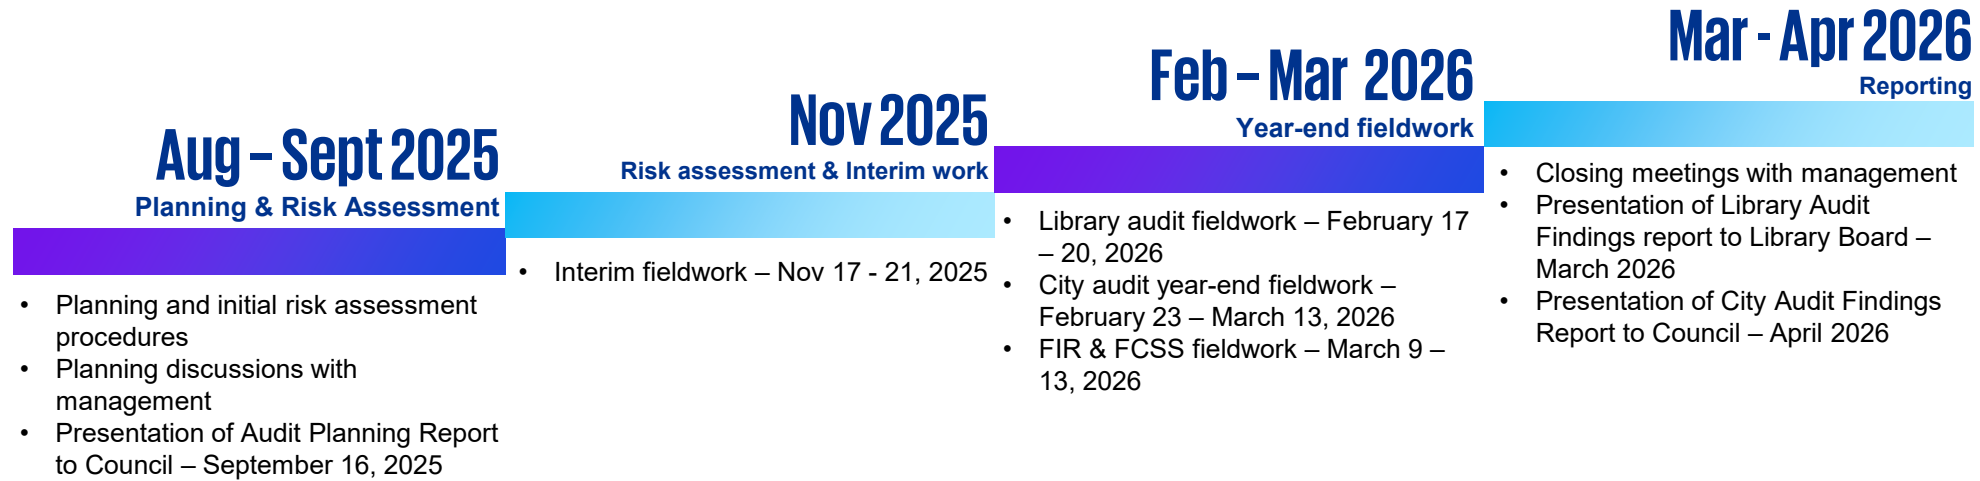 Aug – Sept 2025
Planning & Risk Assessment
• Planning and initial risk assessment
procedures
• Planning discussions with
management
• Presentation of Audit Planning Report
to Council – September 16, 2025
Nov 2025
Risk assessment & Interim work
• Interim fieldwork – Nov 17 - 21, 2025
Feb – Mar 2026
Year-end fieldwork
• Library audit fieldwork – February 17
– 20, 2026
• City audit year-end fieldwork –
February 23 – March 13, 2026
• FIR & FCSS fieldwork – March 9 –
13, 2026
Mar - Apr 2026
Reporting
• Closing meetings with management
• Presentation of Library Audit
Findings report to Library Board –
March 2026
• Presentation of City Audit Findings
Report to Council – April 2026